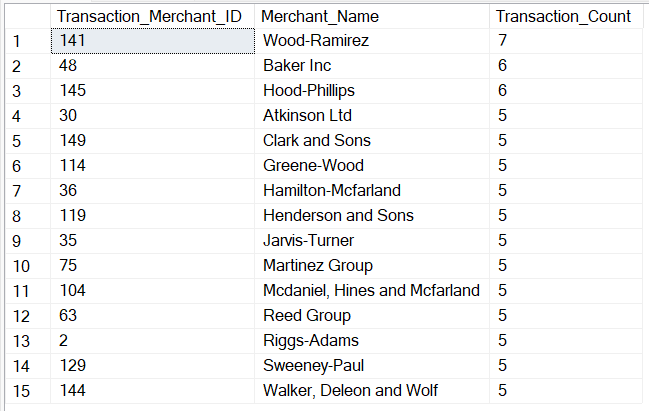 Transaction_Merchant_ID Merchant_Name Transaction_Count
1 141 Wood-Ramirez 7
2 48 Baker Inc 6
3 145 Hood-Phillips 6
4 30 Atkinson Ltd 5
5 149 Clark and Sons 5
6 114 Greene-Wood 5
7 36 Hamilton-Mcfarland 5
8 119 Henderson and Sons 5
9 35 Jarvis-Turner 5
10 75 Martinez Group 5
11 104 Mcdaniel, Hines and Mcfarland 5
12 63 Reed Group 5
13 2 Riggs-Adams 5
14 129 Sweeney-Paul 5
15 144 Walker, Deleon and Wolf 5